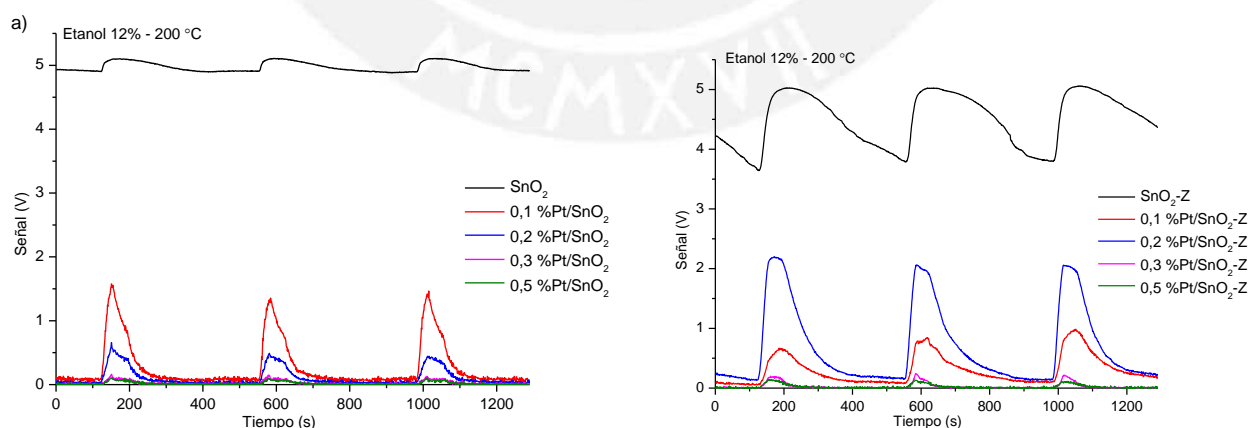 a)
Etanol 12% - 200 °C
Señal (V)
5
4
3
2
1
0
SnO2
0,1 %Pt/SnO2
0,2 %Pt/SnO2
0,3 %Pt/SnO2
0,5 %Pt/SnO2
0 200 400 600 800 1000 1200
Tiempo (s)
MCMXVII
Etanol 12% - 200 °C
Señal (V)
5
4
3
2
1
0
SnO2-Z
0,1 %Pt/SnO2-Z
0,2 %Pt/SnO2-Z
0,3 %Pt/SnO2-Z
0,5 %Pt/SnO2-Z
0 200 400 600 800 1000 1200
Tiempo (s)